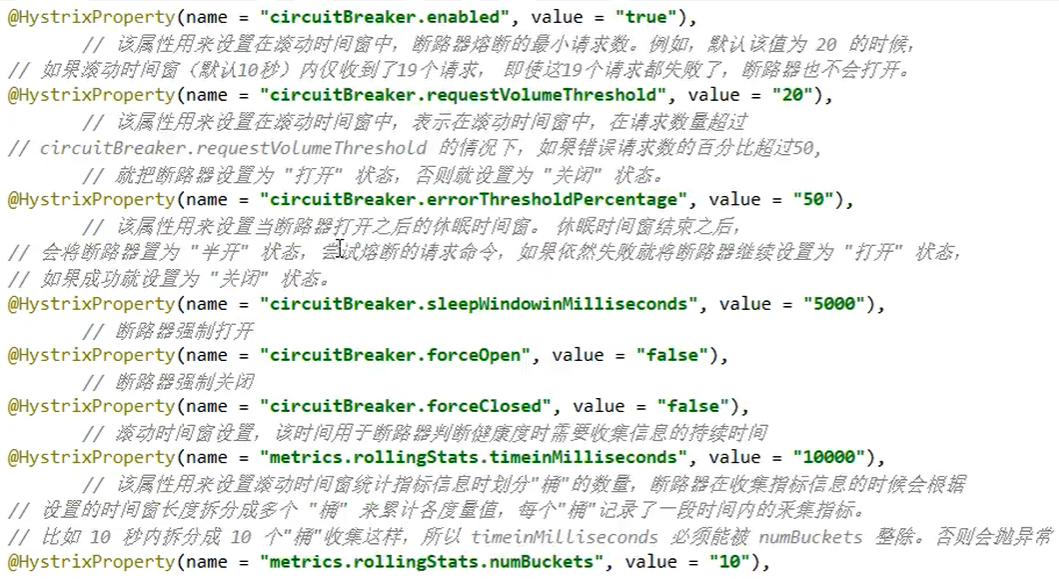 @HystrixProperty(name = "circuitBreaker.enabled", value = "true"),
// 该属性用来设置在滚动时间窗中，断路器熔断的最小请求数。例如，默认该值为 20 的时候，
// 如果滚动时间窗（默认10秒）内仅收到了19个请求， 即使这19个请求都失败了，断路器也不会打开。
@HystrixProperty(name = "circuitBreaker.requestVolumeThreshold", value = "20"),
// 该属性用来设置在滚动时间窗中，表示在滚动时间窗中，在请求数量超过
// circuitBreaker.requestVolumeThreshold 的情况下，如果错误请求数的百分比超过50，
// 就把断路器设置为 "打开" 状态，否则就设置为 "关闭" 状态。
@HystrixProperty(name = "circuitBreaker.errorThresholdPercentage", value = "50"),
// 该属性用来设置当断路器打开之后的休眠时间窗。 休眠时间窗结束之后，
// 会将断路器置为 "半开" 状态，尝试熔断的请求命令，如果依然失败就将断路器继续设置为 "打开" 状态，
// 如果成功就设置为 "关闭" 状态。
@HystrixProperty(name = "circuitBreaker.sleepWindowinMilliseconds", value = "5000"),
// 断路器强制打开
@HystrixProperty(name = "circuitBreaker.forceOpen", value = "false"),
// 断路器强制关闭
@HystrixProperty(name = "circuitBreaker.forceClosed", value = "false"),
// 滚动时间窗设置，该时间用于断路器判断健康度时需要收集信息的持续时间
@HystrixProperty(name = "metrics.rollingStats.timeinMilliseconds", value = "10000"),
// 该属性用来设置滚动时间窗统计指标信息时划分"桶"的数量，断路器在收集指标信息的时候会根据
// 设置的时间窗长度拆分成多个 "桶" 来累计各度量值，每个"桶"记录了一段时间内的采集指标。
// 比如 10 秒内拆分成 10 个"桶"收集这样，所以 timeinMilliseconds 必须能被 numBuckets 整除。否则会抛异常
@HystrixProperty(name = "metrics.rollingStats.numBuckets", value = "10"),